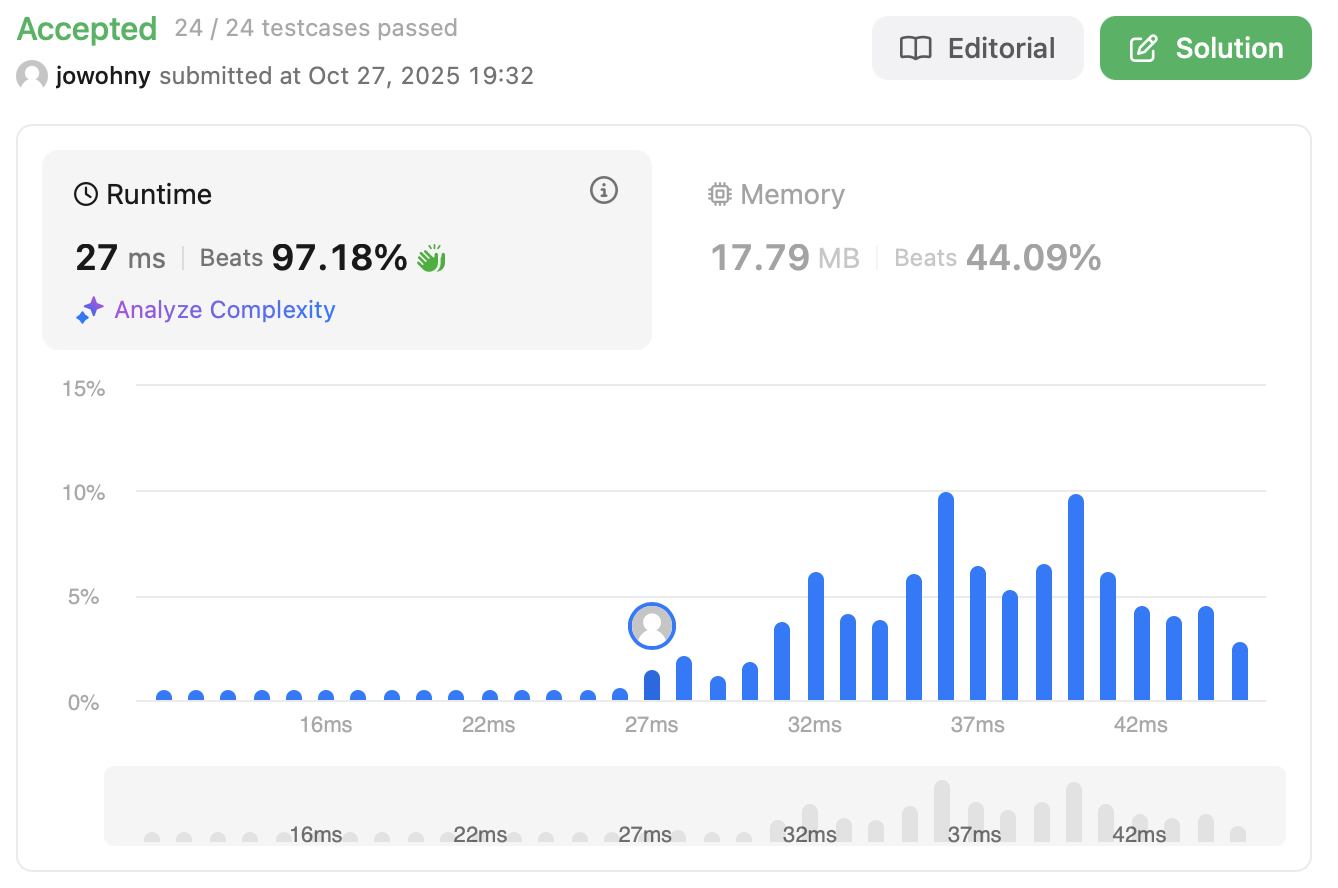 Accepted 24 / 24 testcases passed
jowohny submitted at Oct 27, 2025 19:32
Editorial
Solution
Runtime
27 ms | Beats 97.18%
Analyze Complexity
Memory
17.79 MB | Beats 44.09%
15%
10%
5%
0%
16ms 22ms 27ms 32ms 37ms 42ms
16ms 22ms 27ms 32ms 37ms 42ms